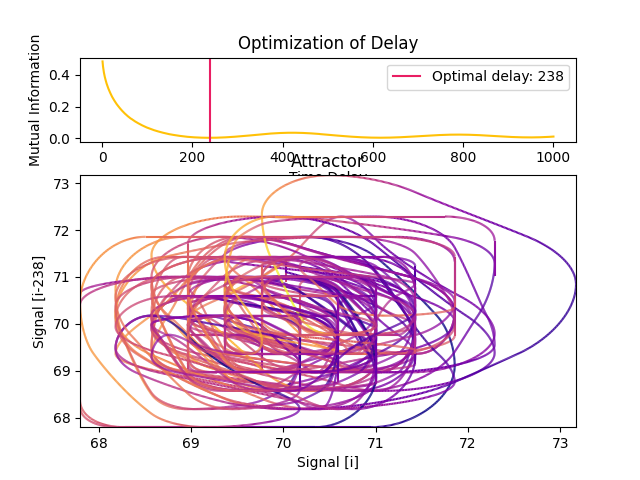 Optimization of Delay
Mutual Information
0.4
0.2
0.0
Optimal delay: 238
0 200 400 600 800 1000
Time Delay
Attractor
Signal [i-238]
73
72
71
70
69
68
68 69 70 71 72 73
Signal [i]